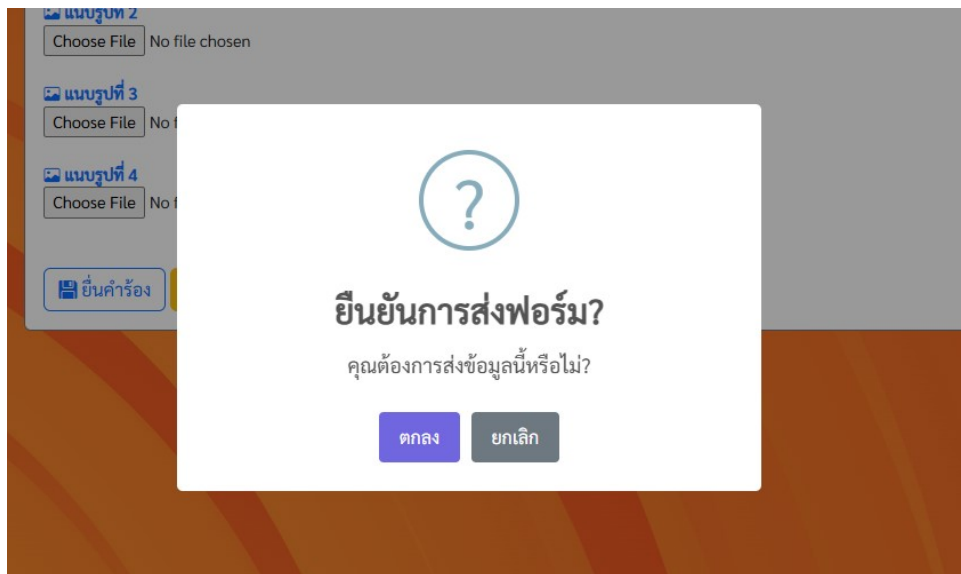 แนบรูปที่ 2
Choose File No file chosen
แนบรูปที่ 3
Choose File No f
แนบรูปที่ 4
Choose File No f
ยื่นคำร้อง
?
ยืนยันการส่งฟอร์ม?
คุณต้องการส่งข้อมูลนี้หรือไม่?
ตกลง ยกเลิก